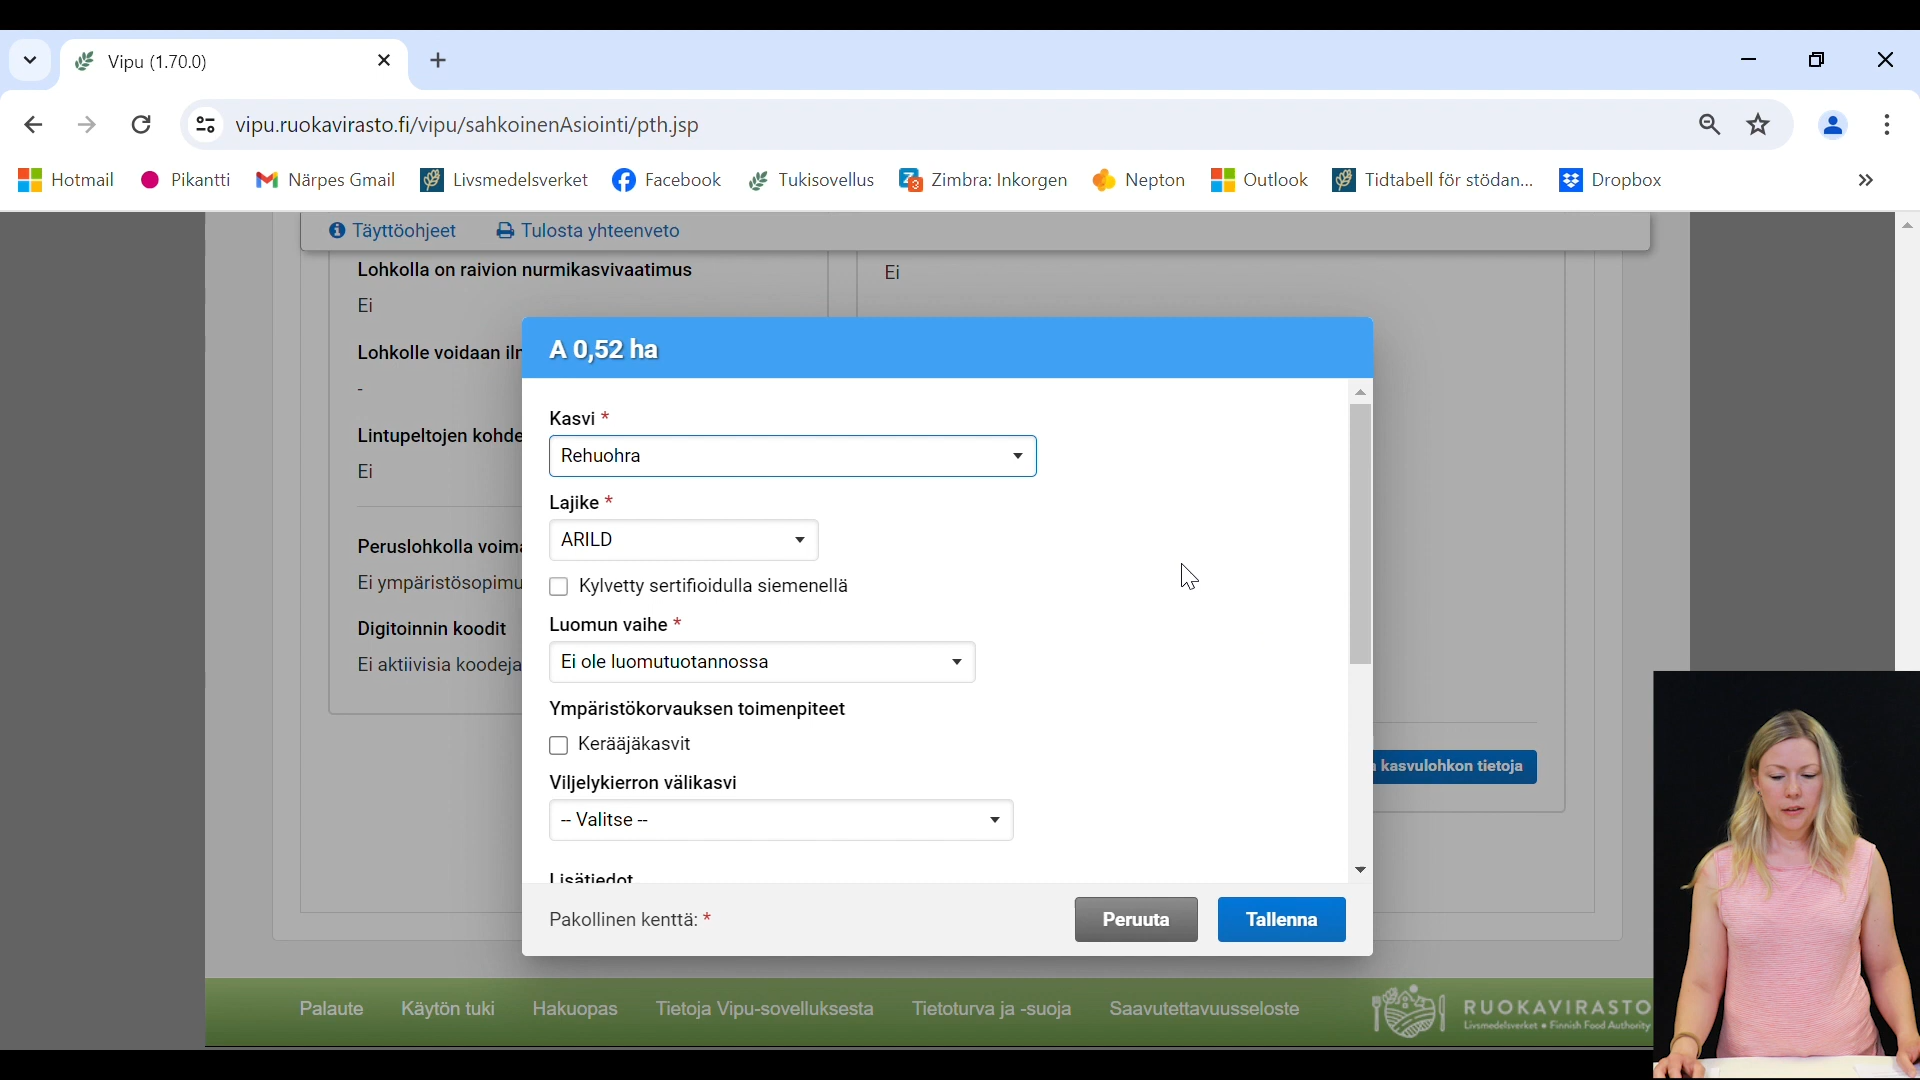 Vipu (1.70.0)
vipu.ruokavirasto.fi/vipu/sahkoinenAsiointi/pth.jsp
Hotmail Pikantti Närpes Gmail Livsmedelsverket Facebook Tukisovellus Zimbra: Inkorgen Nepton Outlook Tidtabell för stödan... Dropbox
Täyttöohjeet Tulosta yhteenveto
Lohkolla on raivion nurmikasvivaatimus
Ei
Ei
Lohkolle voidaan ilm
-
Lintupeltojen kohde
Ei
Peruslohkolla voima
Ei ympäristösopimu
Digitoinnin koodit
Ei aktiivisia koodeja
A 0,52 ha
Kasvi *
Rehuohra
Lajike *
ARILD
Kylvetty sertifioidulla siemenellä
Luomun vaihe *
Ei ole luomutuotannossa
Ympäristökorvauksen toimenpiteet
Kerääjäkasvit
Viljelykierron välikasvi
-- Valitse --
Lisätiedot
Pakollinen kenttä: *
Peruuta
Tallenna
kasvulohkon tietoja
Palaute Käytön tuki Hakuopas Tietoja Vipu-sovelluksesta Tietoturva ja -suoja Saavutettavuusseloste
RUOKAVIRASTO
Livsmedelsverket • Finnish Food Authority